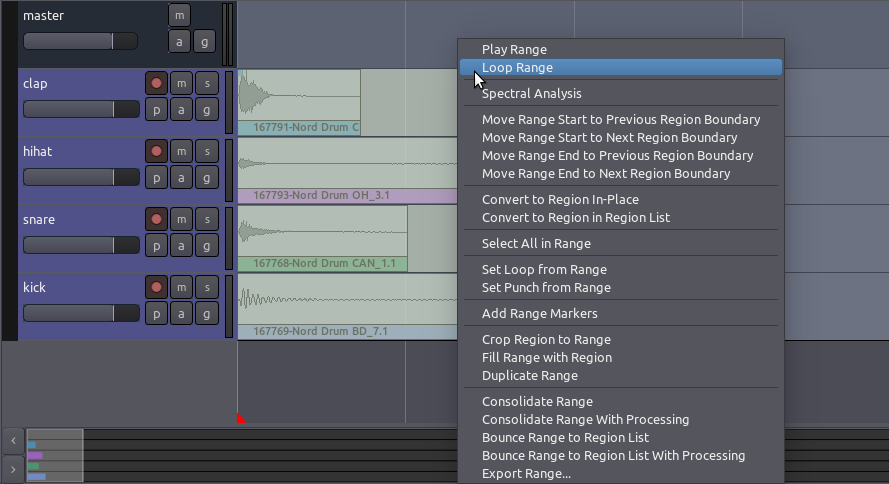 master
m
a g
clap
m s
p a g
167791-Nord Drum C
hihat
m s
p a g
167793-Nord Drum OH_3.1
snare
m s
p a g
167768-Nord Drum CAN_1.1
kick
m s
p a g
167769-Nord Drum BD_7.1
Play Range
Loop Range
Spectral Analysis
Move Range Start to Previous Region Boundary
Move Range Start to Next Region Boundary
Move Range End to Previous Region Boundary
Move Range End to Next Region Boundary
Convert to Region In-Place
Convert to Region in Region List
Select All in Range
Set Loop from Range
Set Punch from Range
Add Range Markers
Crop Region to Range
Fill Range with Region
Duplicate Range
Consolidate Range
Consolidate Range With Processing
Bounce Range to Region List
Bounce Range to Region List With Processing
Export Range...